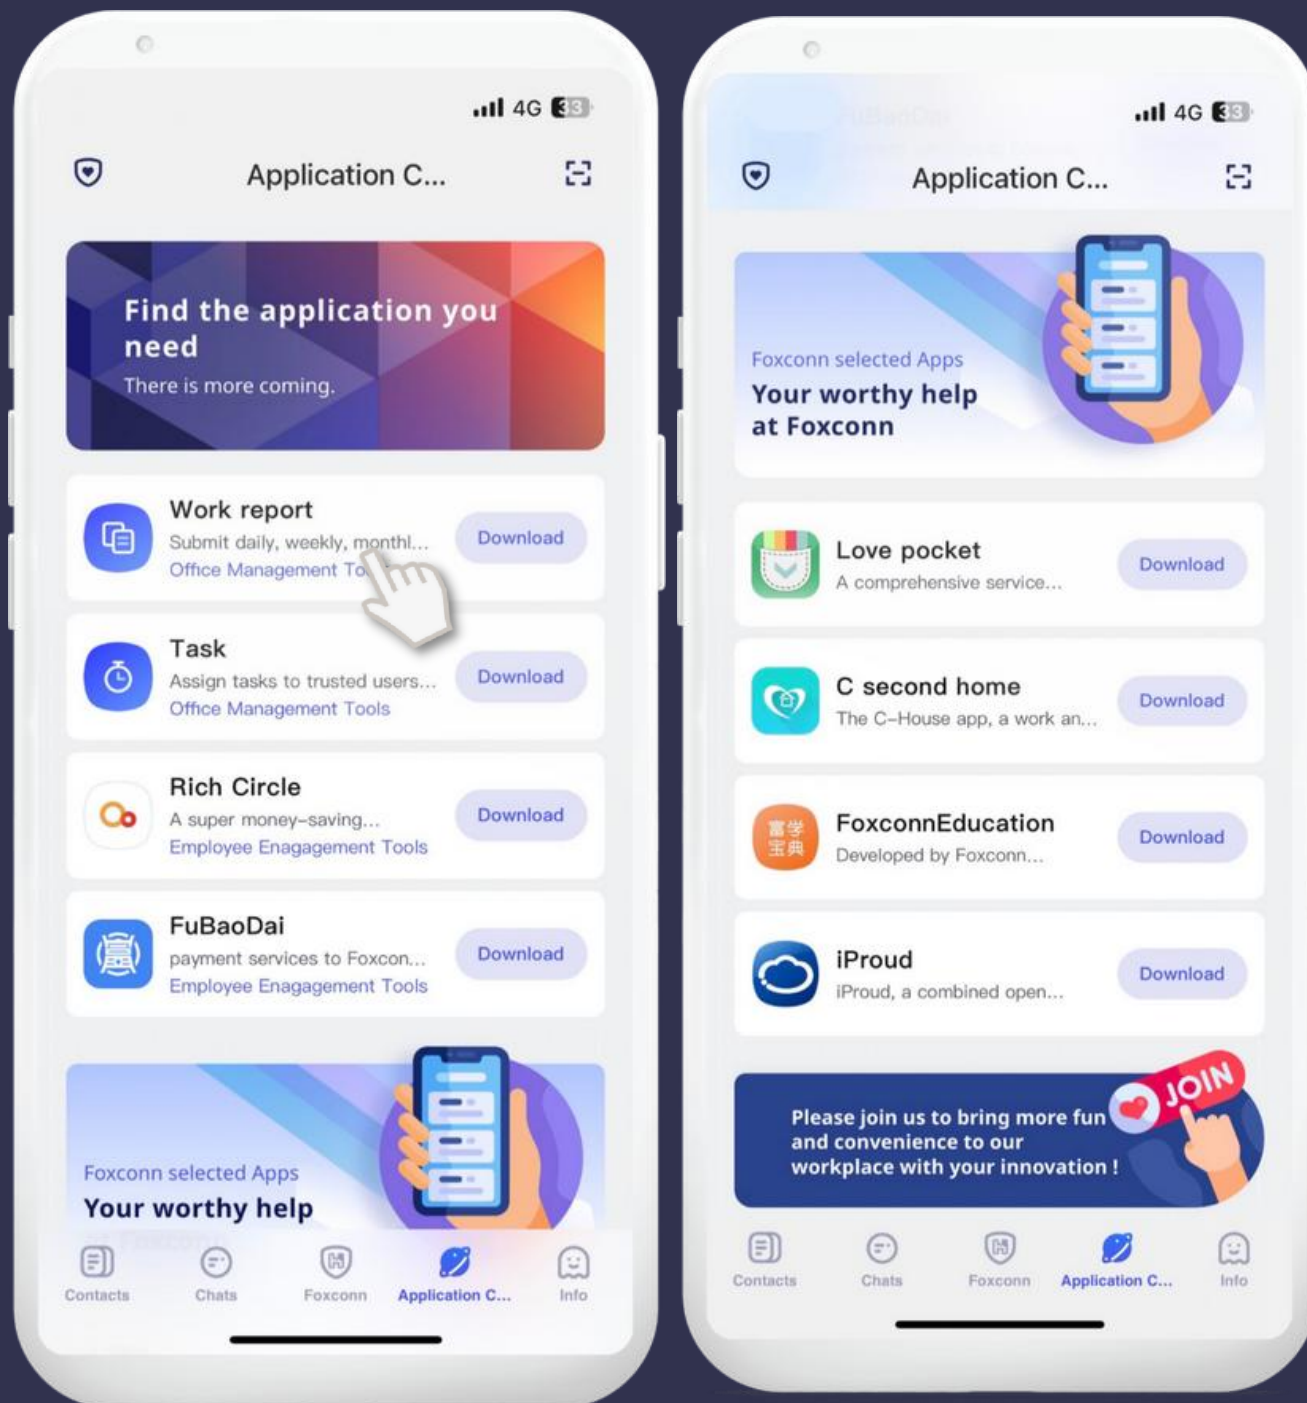 4G 33
Application C...
Find the application you
need
There is more coming.
Work report
Submit daily, weekly, monthl...
Office Management To
Download
Task
Assign tasks to trusted users...
Office Management Tools
Download
Rich Circle
A super money-saving...
Employee Enagagement Tools
Download
FuBaoDai
payment services to Foxcon...
Employee Enagagement Tools
Download
Foxconn selected Apps
Your worthy help
at Foxconn
Contacts
Chats
Foxconn
Application C...
Info
FuBaoDai
4G 33
Application C...
Foxconn selected Apps
Your worthy help
at Foxconn
Love pocket
A comprehensive service...
Download
C second home
The C-House app, a work an...
Download
富学
宝典
FoxconnEducation
Developed by Foxconn...
Download
iProud
iProud, a combined open...
Download
JOIN
Please join us to bring more fun
and convenience to our
workplace with your innovation !
Contacts
Chats
Foxconn
Application C...
Info